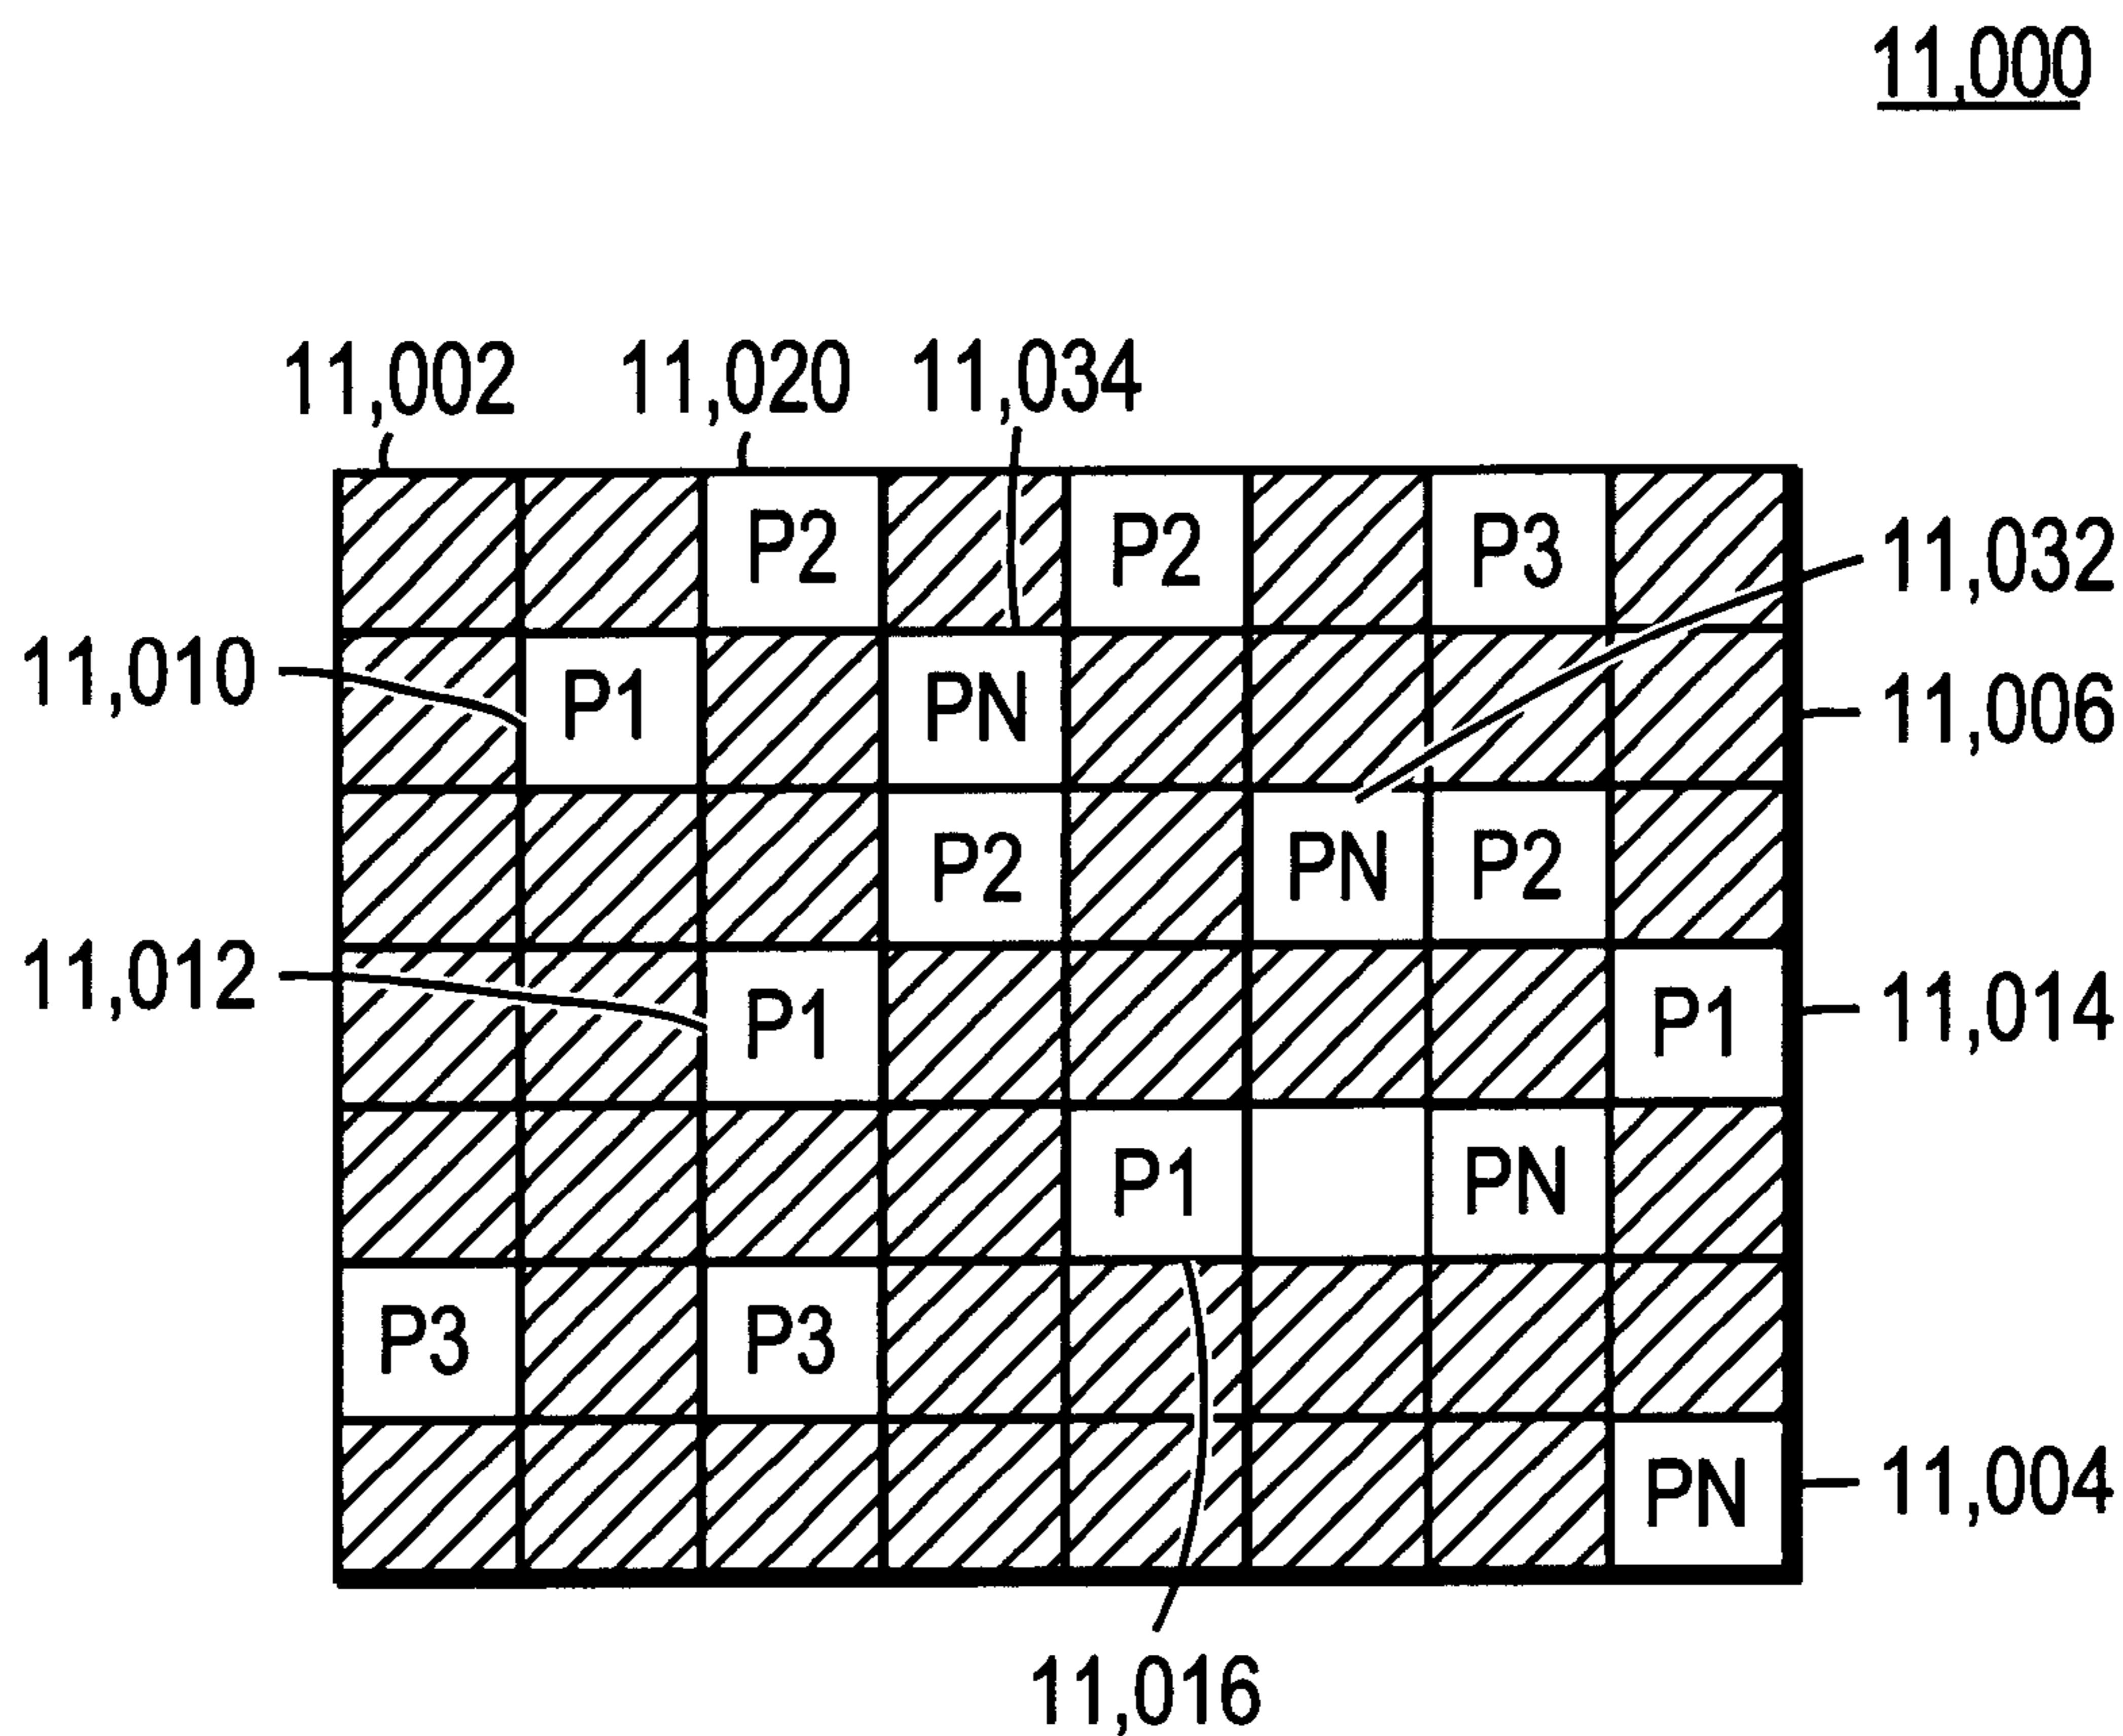 11,000
11,002 11,020 11,034
P2 P2 P3
11,032
11,010 P1 PN 11,006
P2 PN P2
11,012 P1 P1 11,014
P1 PN
P3 P3
PN 11,004
11,016